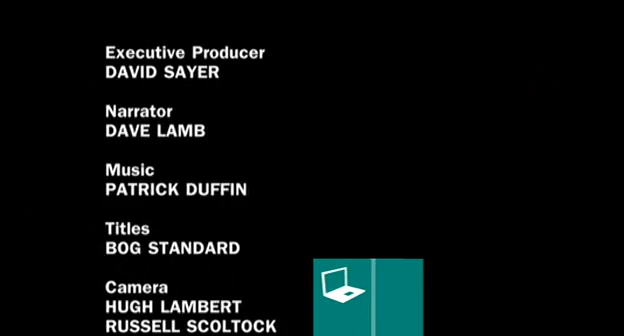 Executive Producer
DAVID SAYER
Narrator
DAVE LAMB
Music
PATRICK DUFFIN
Titles
BOG STANDARD
Camera
HUGH LAMBERT
RUSSELL SCOLTOCK